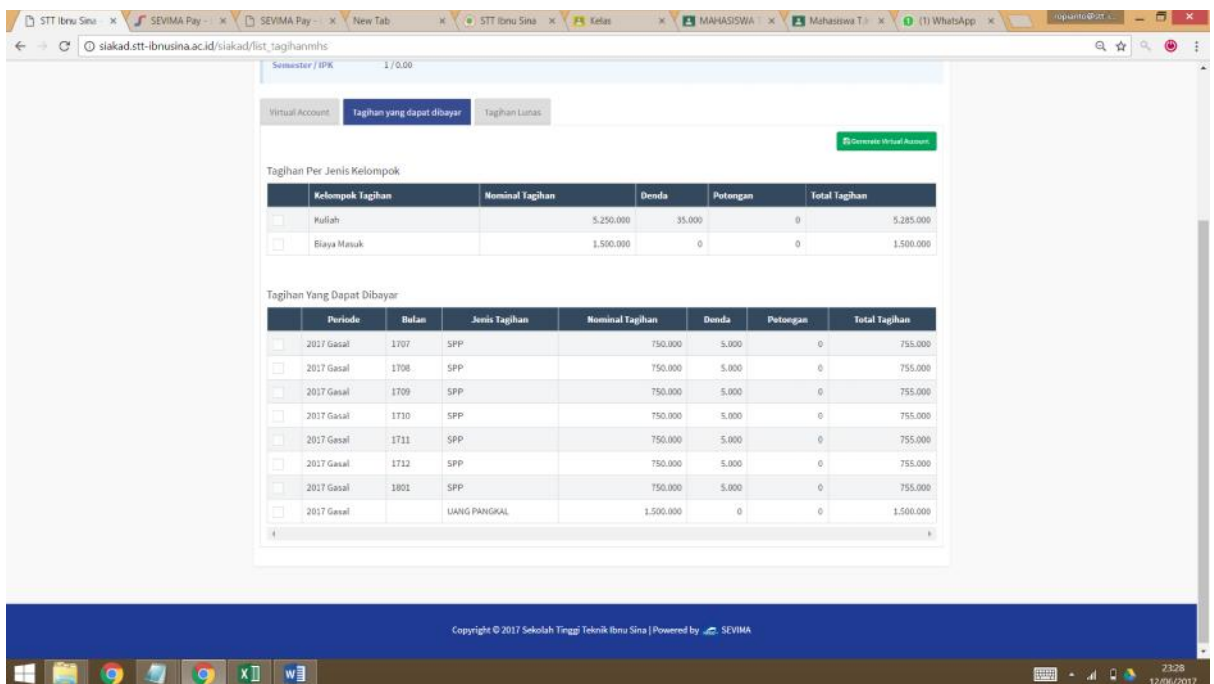 STT Ibnu Sina SEVIMA Pay - SEVIMA Pay - New Tab STT Ibnu Sina Kelas MAHASISWA Mahasiswa (1) WhatsApp
siakad.stt-ibnusina.ac.id/siakad/list_tagihanmhs
Semester / IPK 1 / 0.00
Virtual Account Tagihan yang dapat dibayar Tagihan Lunas
Generate Virtual Account
Tagihan Per Jenis Kelompok
Kelompok Tagihan Nominal Tagihan Denda Potongan Total Tagihan
Kuliah 5.250.000 35.000 0 5.285.000
Biaya Masuk 1.500.000 0 0 1.500.000
Tagihan Yang Dapat Dibayar
Periode Bulan Jenis Tagihan Nominal Tagihan Denda Potongan Total Tagihan
2017 Gasal 1707 SPP 750.000 5.000 0 755.000
2017 Gasal 1708 SPP 750.000 5.000 0 755.000
2017 Gasal 1709 SPP 750.000 5.000 0 755.000
2017 Gasal 1710 SPP 750.000 5.000 0 755.000
2017 Gasal 1711 SPP 750.000 5.000 0 755.000
2017 Gasal 1712 SPP 750.000 5.000 0 755.000
2017 Gasal 1801 SPP 750.000 5.000 0 755.000
2017 Gasal UANG PANGKAL 1.500.000 0 0 1.500.000
Copyright © 2017 Sekolah Tinggi Teknik Ibnu Sina | Powered by SEVIMA
23:28
12/06/2017